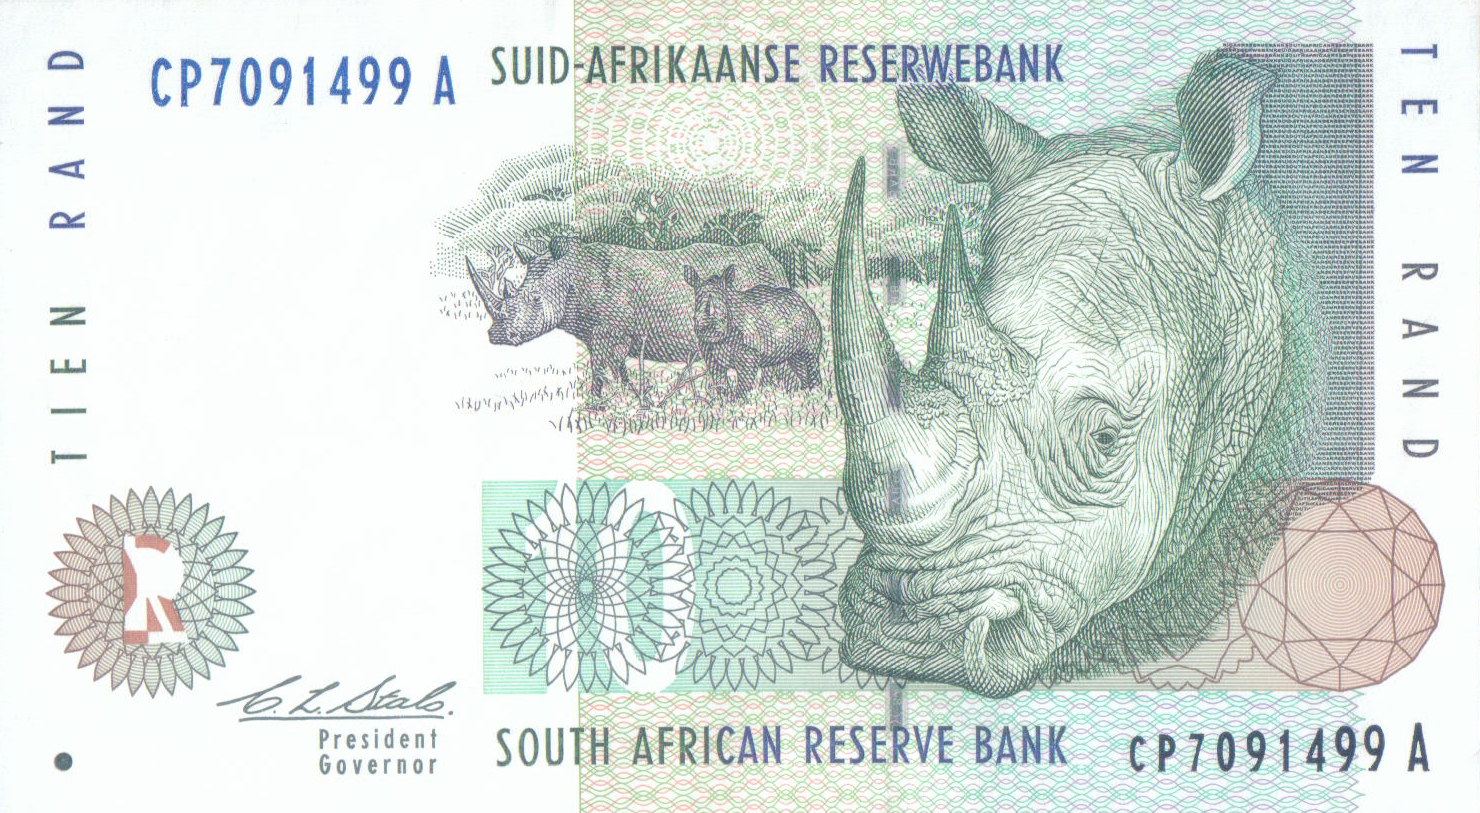 TIEN RAND
CP7091499 A
SUID-AFRIKAANSE RESERWEBANK
TEN RAND
C. L. Stals.
President
Governor
SOUTH AFRICAN RESERVE BANK
CP7091499 A